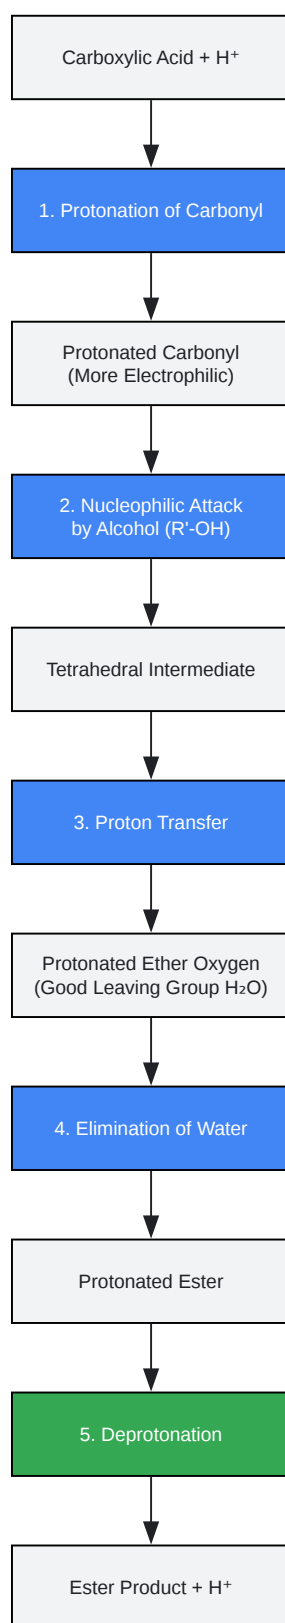 Carboxylic Acid + H⁺
1. Protonation of Carbonyl
Protonated Carbonyl
(More Electrophilic)
2. Nucleophilic Attack
by Alcohol (R'-OH)
Tetrahedral Intermediate
3. Proton Transfer
Protonated Ether Oxygen
(Good Leaving Group H₂O)
4. Elimination of Water
Protonated Ester
5. Deprotonation
Ester Product + H⁺